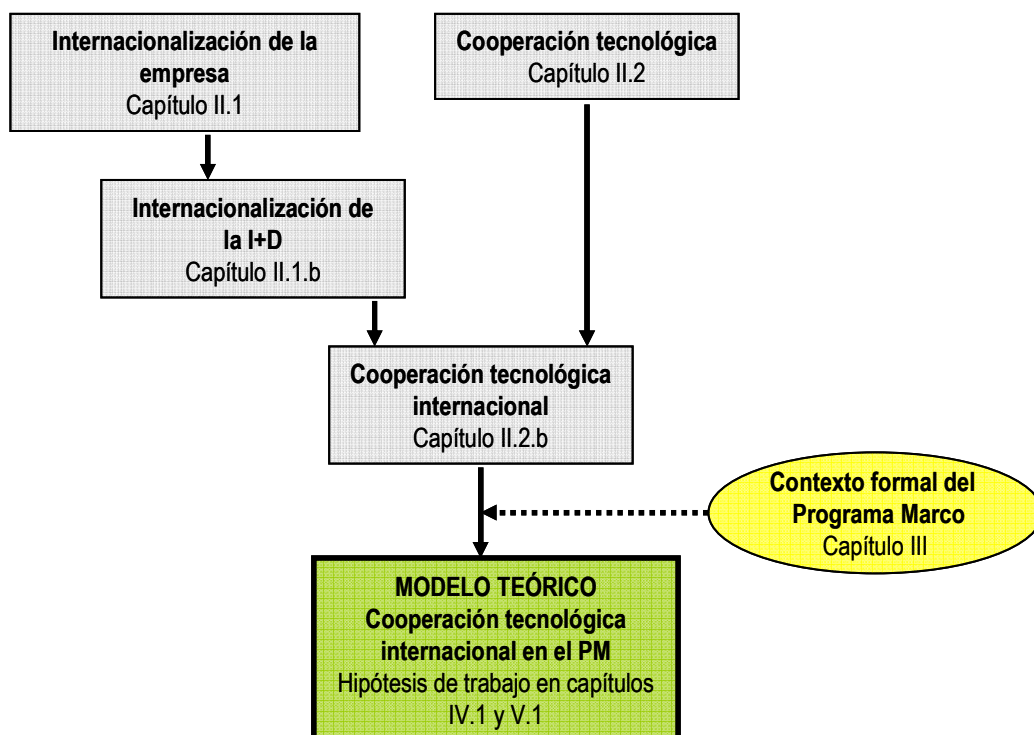 Internacionalización de la
empresa
Capítulo II.1
Cooperación tecnológica
Capítulo II.2
Internacionalización de
la I+D
Capítulo II.1.b
Cooperación tecnológica
internacional
Capítulo II.2.b
Contexto formal del
Programa Marco
Capítulo III
MODELO TEÓRICO
Cooperación tecnológica
internacional en el PM
Hipótesis de trabajo en capítulos
IV.1 y V.1